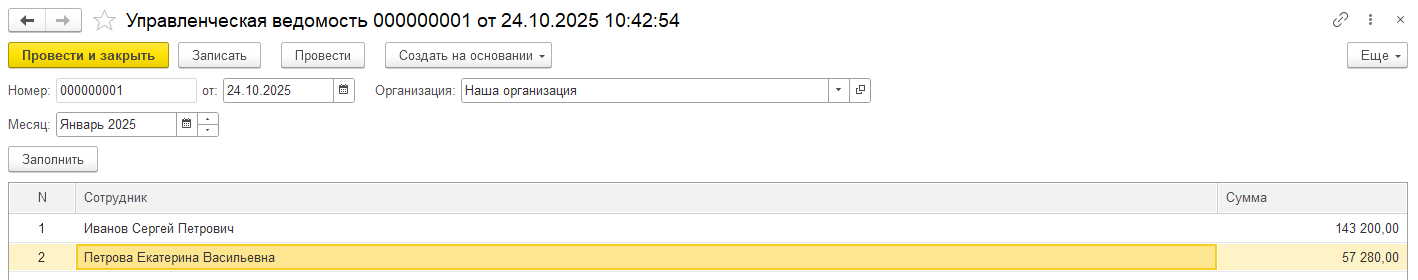 Управленческая ведомость 000000001 от 24.10.2025 10:42:54
Провести и закрыть Записать Провести Создать на основании Еще
Номер: 000000001 от: 24.10.2025 Организация: Наша организация
Месяц: Январь 2025
Заполнить
N Сотрудник Сумма
1 Иванов Сергей Петрович 143 200,00
2 Петрова Екатерина Васильевна 57 280,00